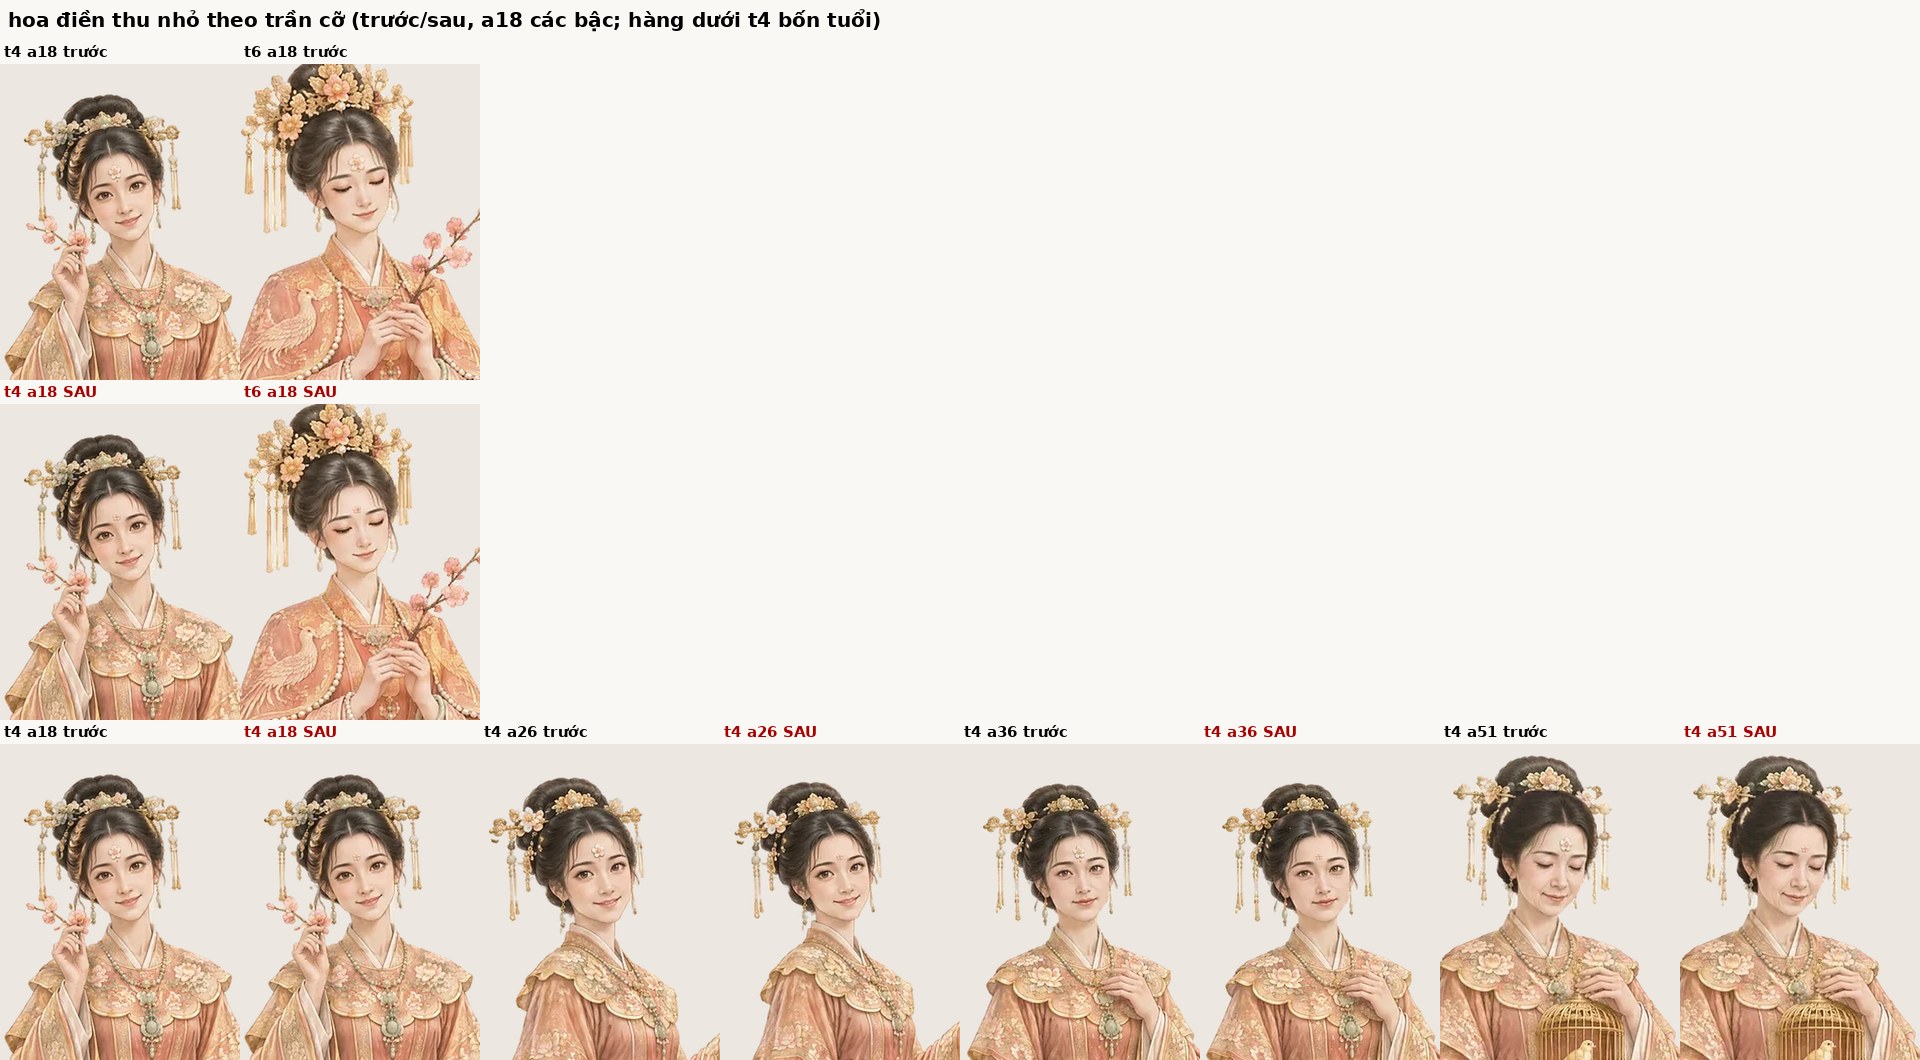 hoa điền thu nhỏ theo trần cỡ (trước/sau, a18 các bậc; hàng dưới t4 bốn tuổi)
t4 a18 trước t6 a18 trước
t4 a18 SAU t6 a18 SAU
t4 a18 trước t4 a18 SAU t4 a26 trước t4 a26 SAU t4 a36 trước t4 a36 SAU t4 a51 trước t4 a51 SAU